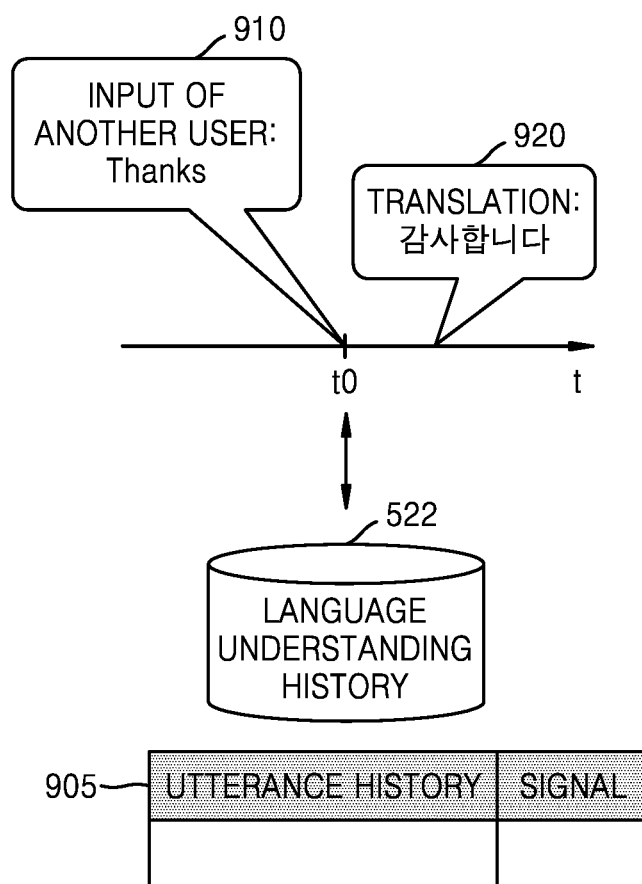 910
INPUT OF
ANOTHER USER:
Thanks
920
TRANSLATION:
감사합니다
t0
t
522
LANGUAGE
UNDERSTANDING
HISTORY
905
UTTERANCE HISTORY SIGNAL